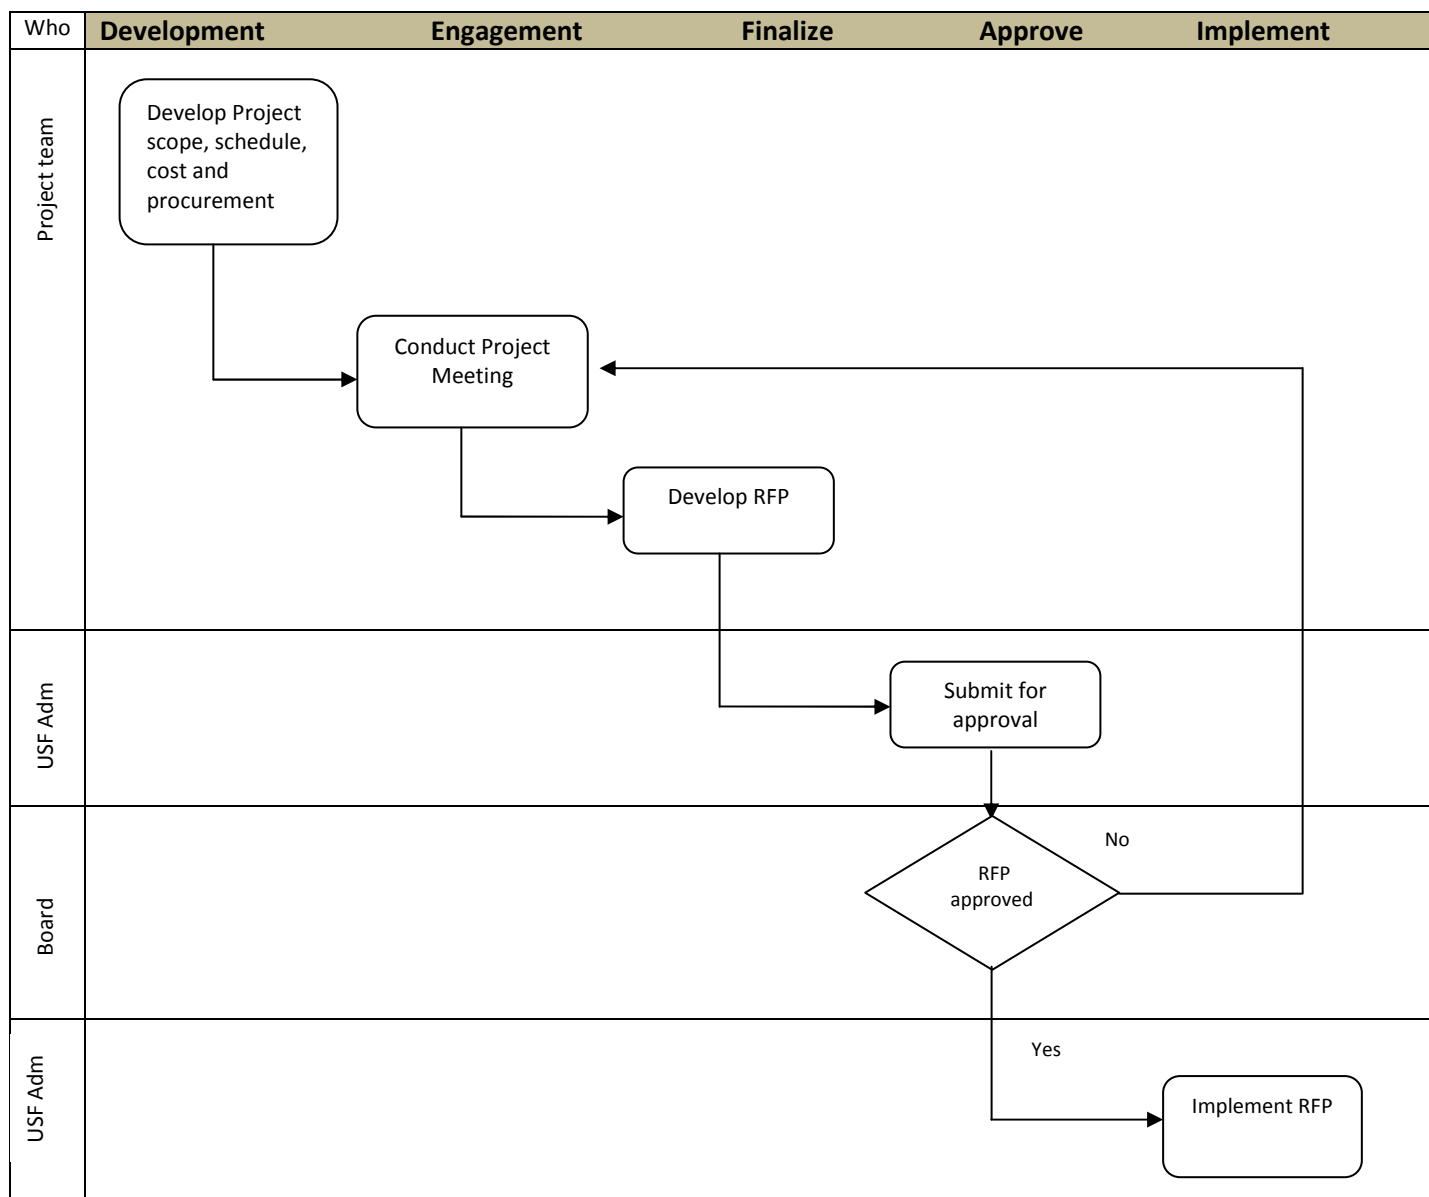 Who
Development
Engagement
Finalize
Approve
Implement
Project team
Develop Project
scope, schedule,
cost and
procurement
Conduct Project
Meeting
Develop RFP
USF Adm
Submit for
approval
Board
No
RFP
approved
USF Adm
Yes
Implement RFP